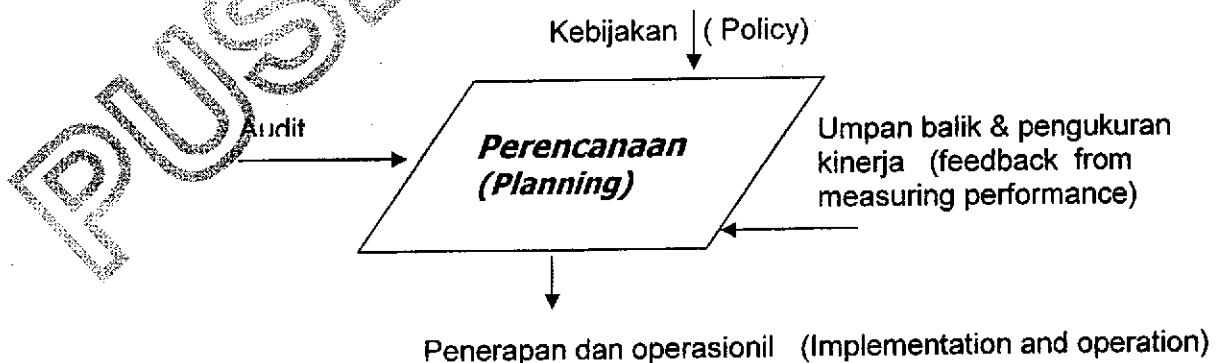 Kebijakan ( Policy)
Audit
Perencanaan
(Planning)
Umpan balik & pengukuran
kinerja (feedback from
measuring performance)
Penerapan dan operasionil (Implementation and operation)